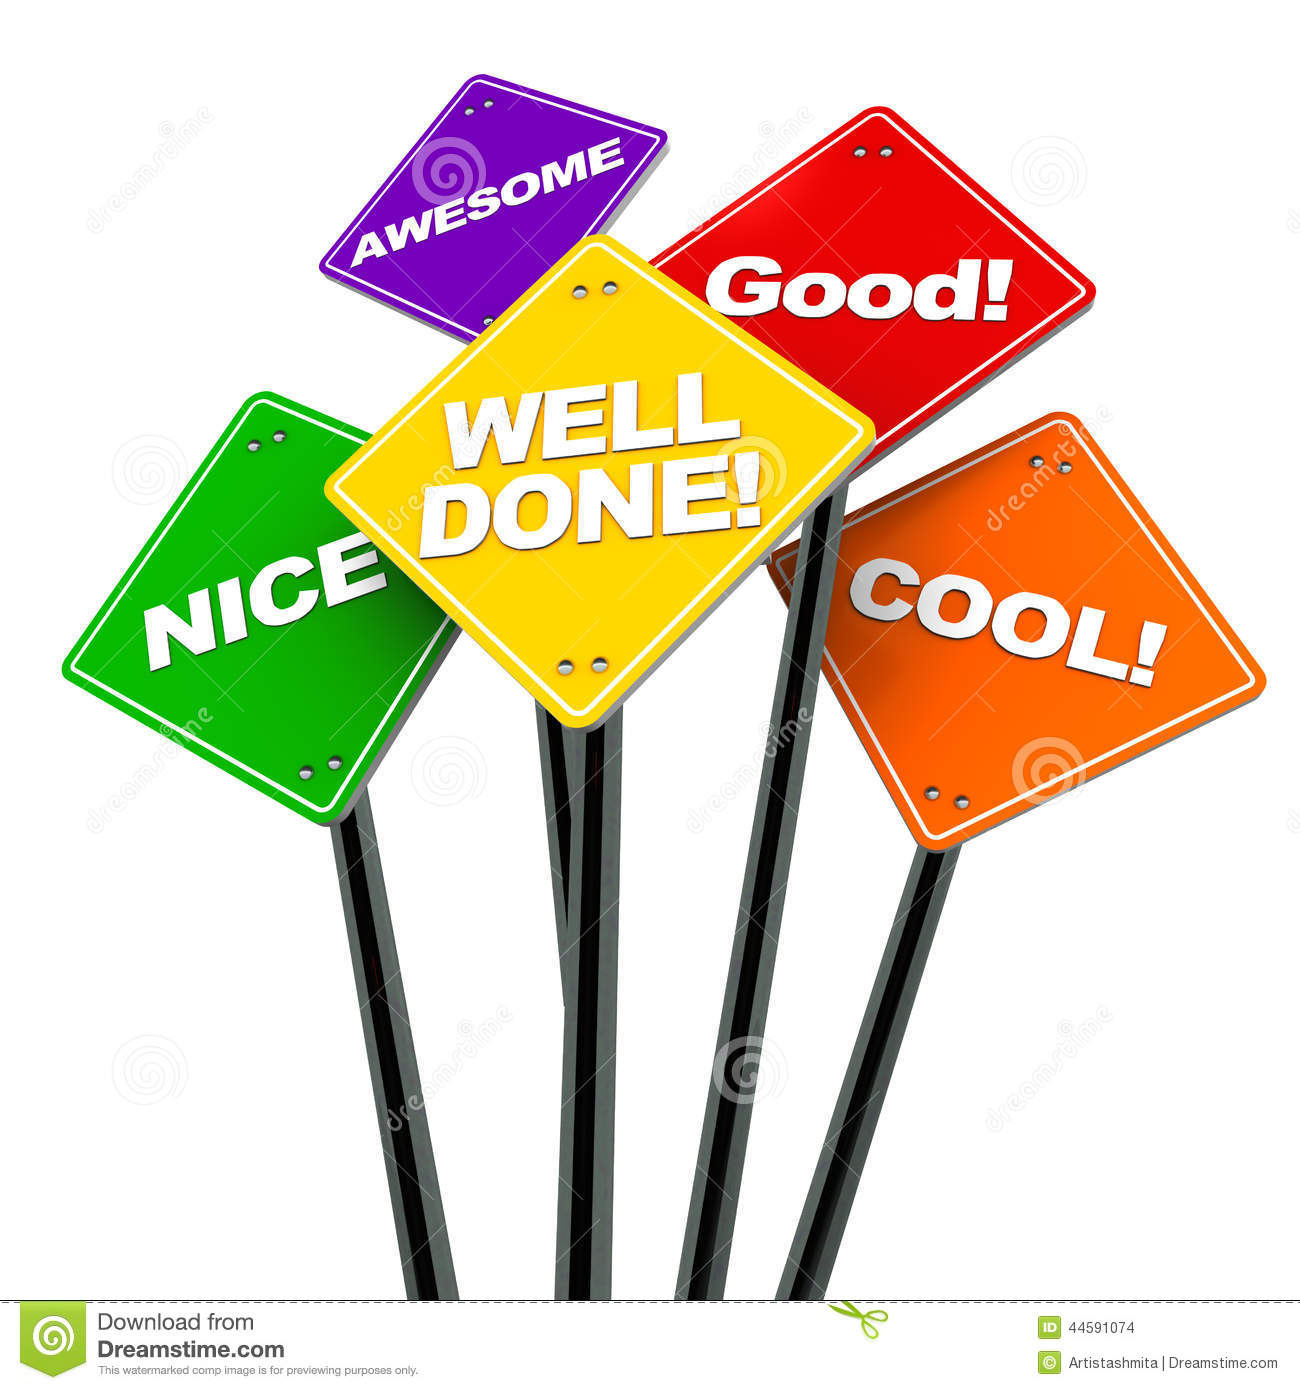 AWESOME
Good!
WELL
DONE!
NICE
COOL!
Download from
Dreamstime.com
This watermarked comp image is for previewing purposes only.
ID 44591074
© Artistashmita | Dreamstime.com
dreamstime